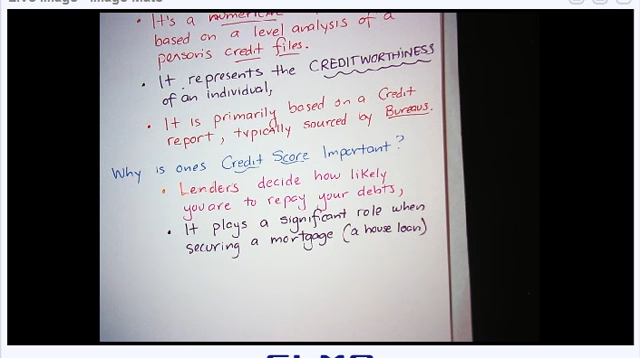 • It's a numerical
based on a level analysis of a
person's credit files.
• It represents the CREDITWORTHINESS
of an individual,
• It is primarily based on a Credit
report, typically sourced by Bureaus.
Why is ones Credit Score Important?
• Lenders decide how likely
you are to repay your debts,
• It plays a significant role when
securing a mortgage (a house loan)